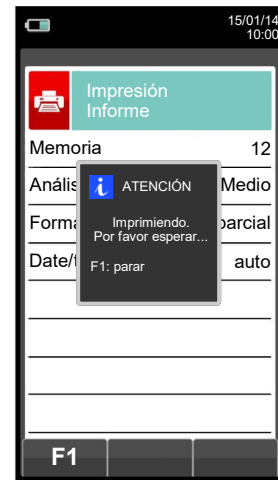 15/01/14
10:00
Impresión
Informe
Memoria 12
Anális Medio
Forma parcial
Date/t auto
i ATENCIÓN
Imprimiendo.
Por favor esperar...
F1: parar
F1